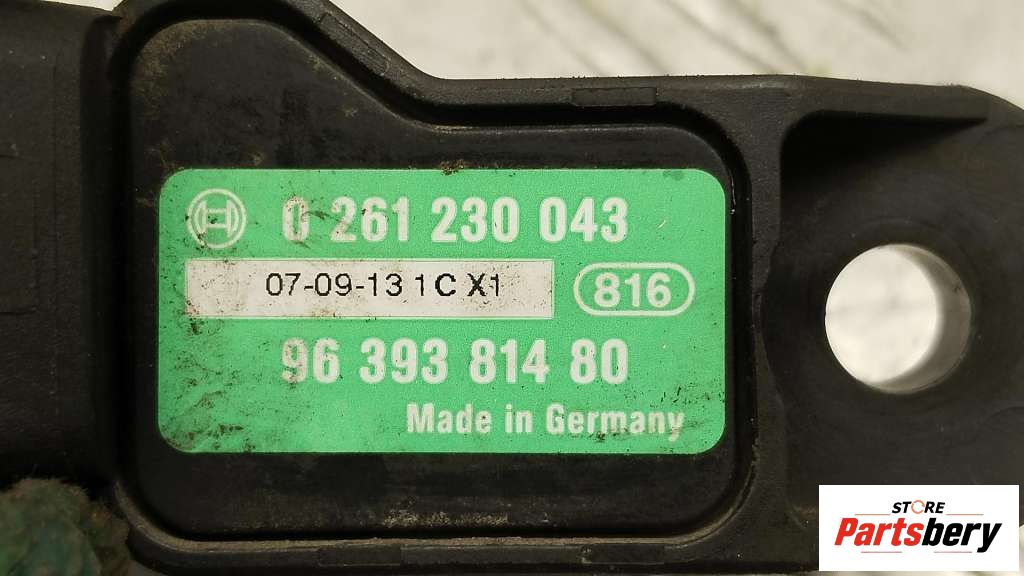 0 261 230 043
07-09-13 1 C X1
816
96 393 814 80
Made in Germany
STORE
Partsbery